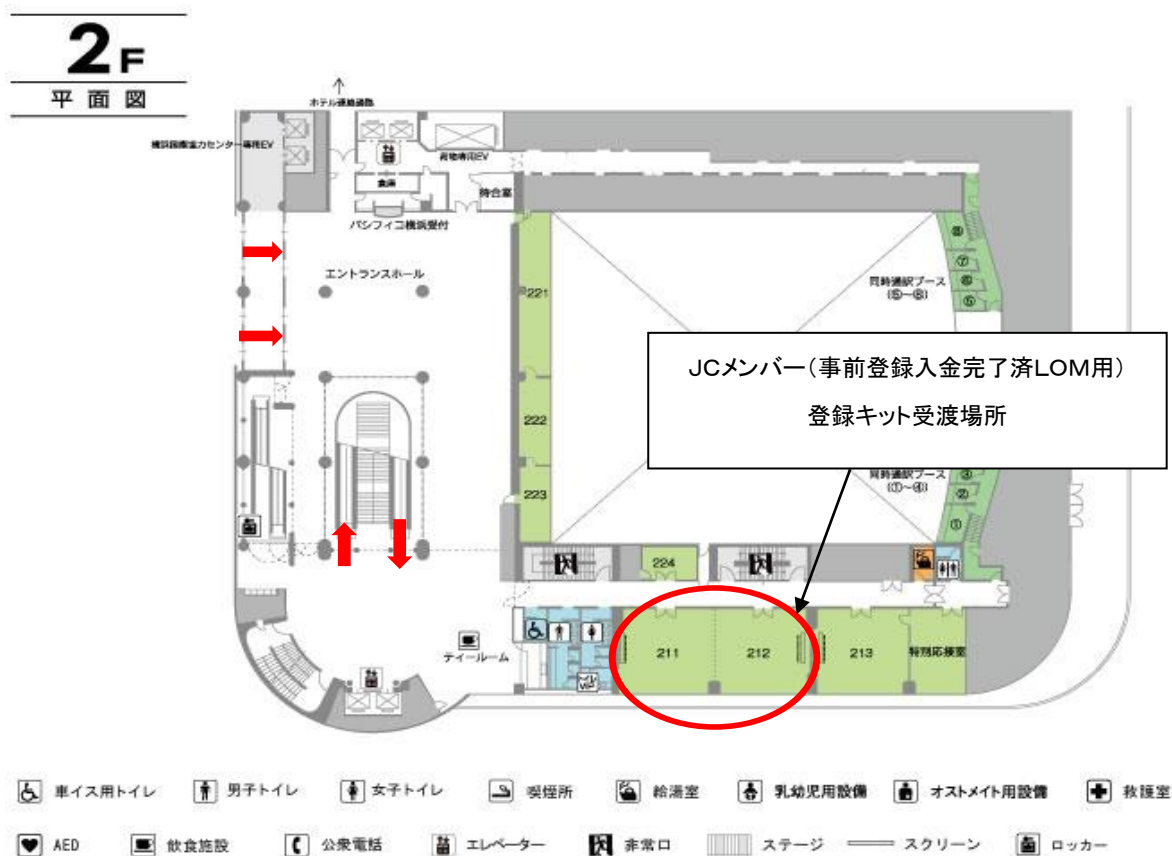 2F
平面図
ホテル連絡通路
横浜国際協力センター専用EV
荷物専用EV
倉庫
待合室
パシフィコ横浜受付
エントランスホール
221
222
223
224
⑧
⑦
⑥
⑤
同時通訳ブース
(⑤〜⑧)
JCメンバー（事前登録入金完了済LOM用）
登録キット受渡場所
同時通訳ブース
(①〜④)
③
②
①
ティールーム
211
212
213
特別応接室
車イス用トイレ
男子トイレ
女子トイレ
喫煙所
給湯室
乳幼児用設備
オストメイト用設備
救護室
AED
飲食施設
公衆電話
エレベーター
非常口
ステージ
スクリーン
ロッカー